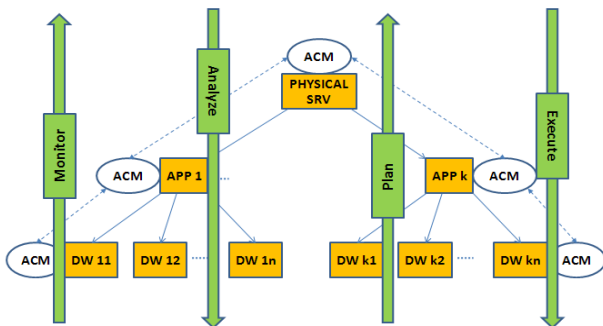 ACM
PHYSICAL
SRV
Analyze
Monitor
Execute
Plan
ACM
APP 1
.....
APP k
ACM
ACM
DW 11
DW 12
.....
DW 1n
DW k1
DW k2
.....
DW kn
ACM